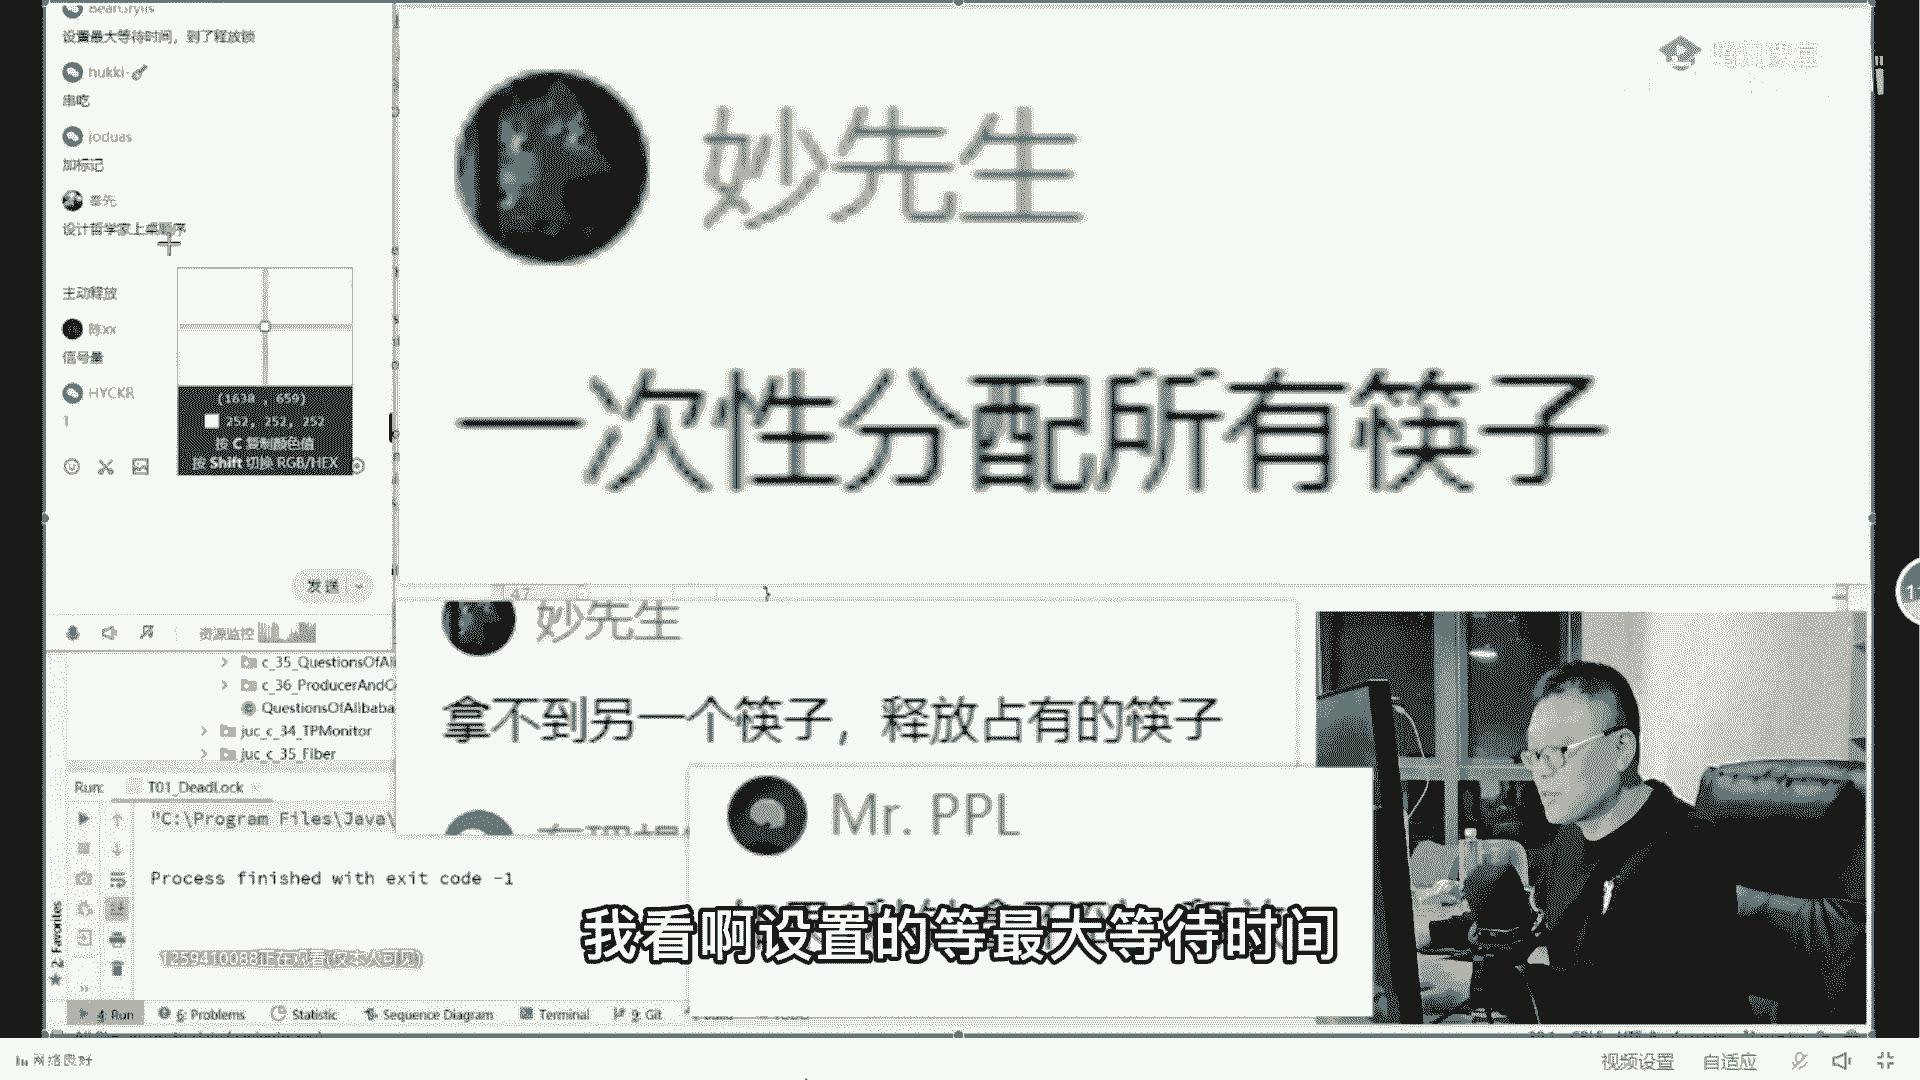 BearGrylls
设置最大等待时间，到了释放锁
hukki-
串吃
joduas
加标记
奉先
设计哲学家上桌顺序
主动释放
陈xx
信号量
HYCKR
1
(1638 , 659)
252, 252, 252
按 C 复制颜色值
按 Shift 切换 RGB/HEX
发送
资源监控
妙先生
一次性分配所有筷子
47
}
妙先生
拿不到另一个筷子，释放占有的筷子
Mr. PPL
c_35_QuestionsOfAli
c_36_ProducerAndC
QuestionsOfAlibaba
juc_c_34_TPMonitor
juc_c_35_Fiber
Run:
T01_DeadLock
"C:\Program Files\Java\
Process finished with exit code -1
2: Favorites
1259410088正在观看(仅本人可见)
我看啊设置的等最大等待时间
4: Run
6: Problems
Statistic
Sequence Diagram
Terminal
9: Git
网络良好
视频设置
自适应